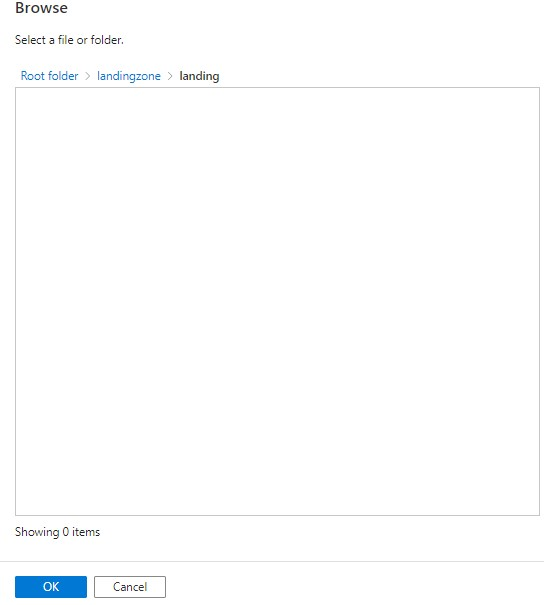 Browse
Select a file or folder.
Root folder > landingzone > landing
Showing 0 items
OK Cancel